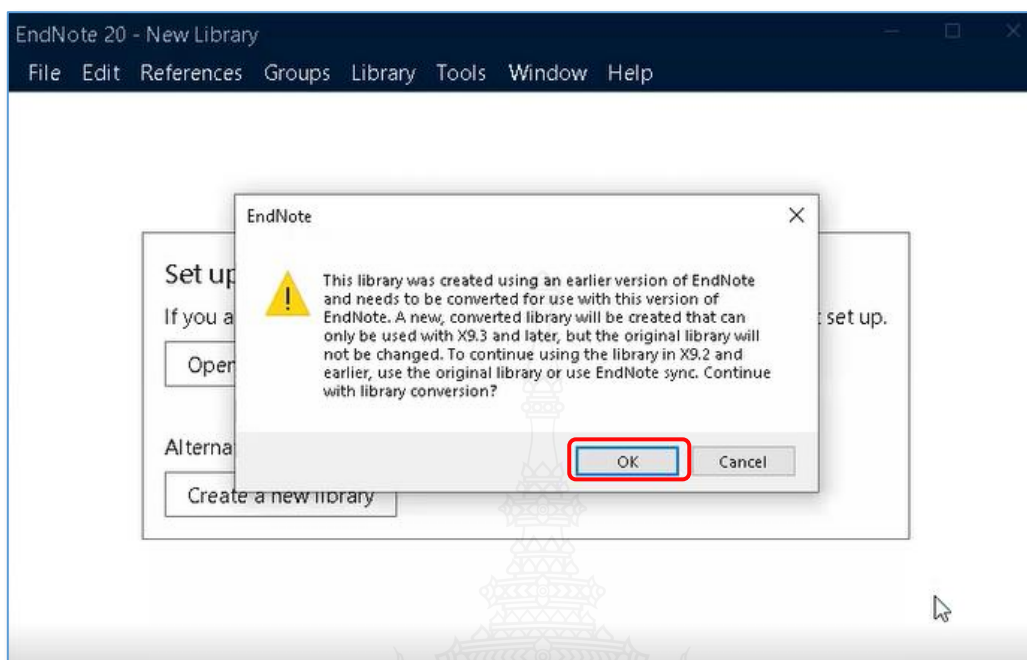 EndNote 20 - New Library
File Edit References Groups Library Tools Window Help
EndNote
This library was created using an earlier version of EndNote
and needs to be converted for use with this version of
EndNote. A new, converted library will be created that can
only be used with X9.3 and later, but the original library will
not be changed. To continue using the library in X9.2 and
earlier, use the original library or use EndNote sync. Continue
with library conversion?
OK Cancel
Set up
If you a
set up.
Open
Alterna
Create a new library